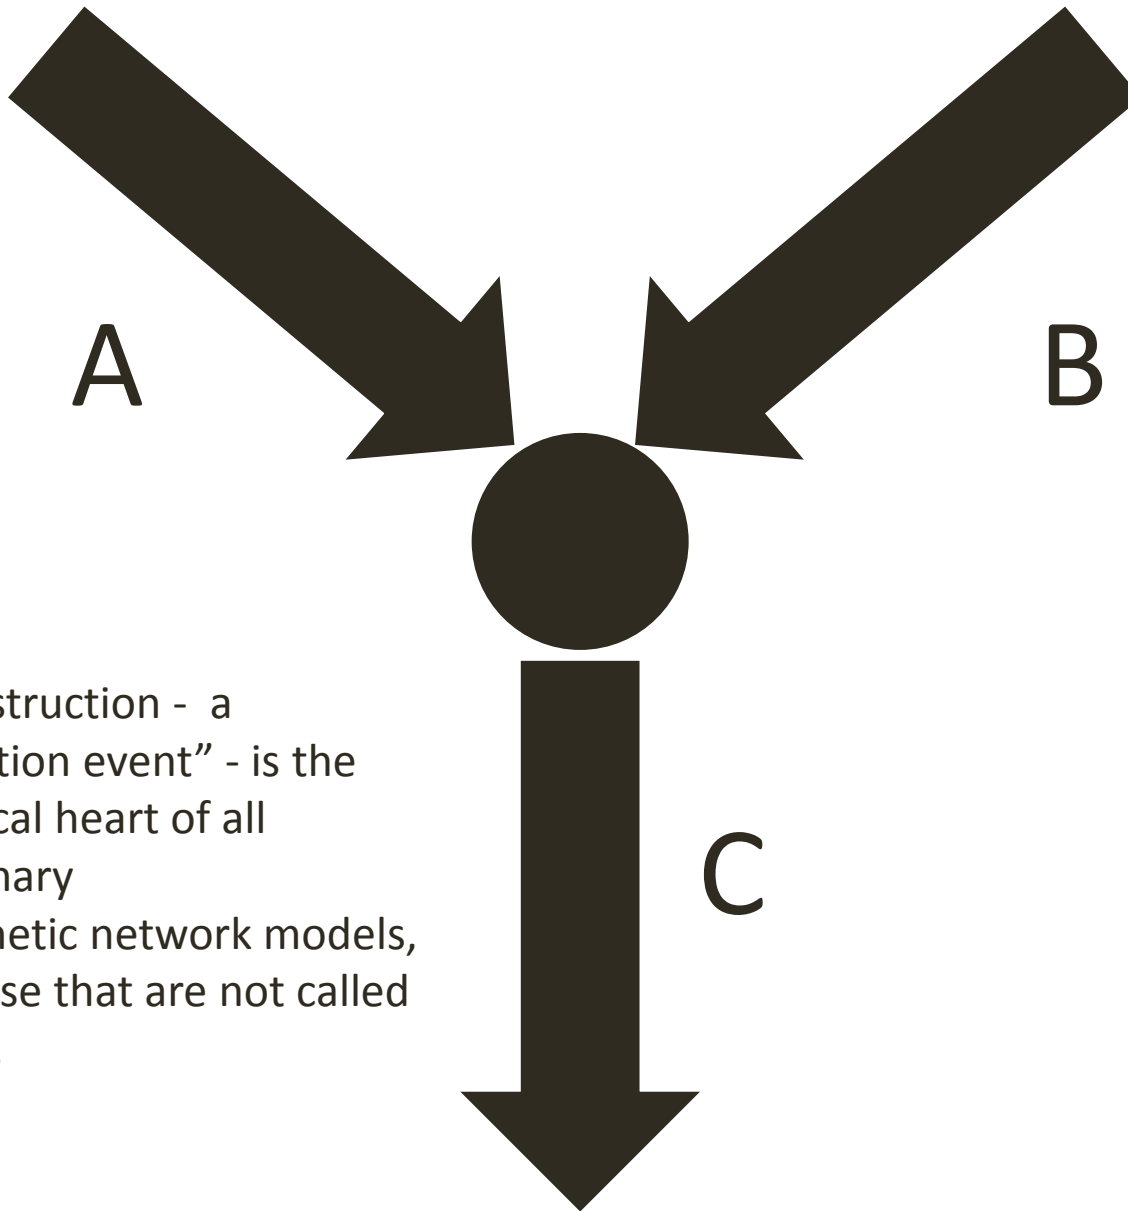 A
B
struction - a
tion event” - is the
cal heart of all
nary
netic network models,
se that are not called
.
C